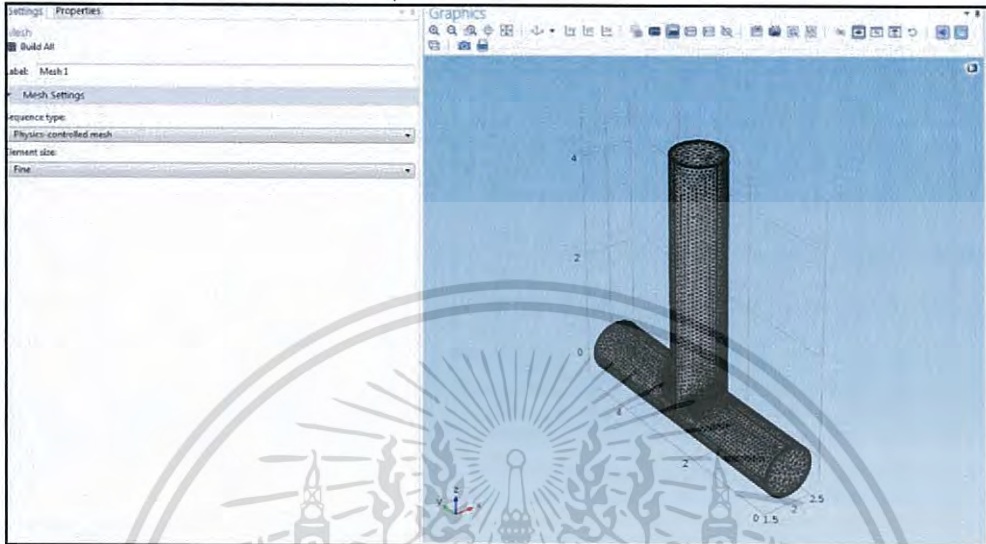 Settings Properties
Mesh
Build All
Label: Mesh 1
Mesh Settings
Sequence type:
Physics-controlled mesh
Element size:
Fine
Graphics
4
2
0
4
2
0
2.5
2
1.5
z
y
x